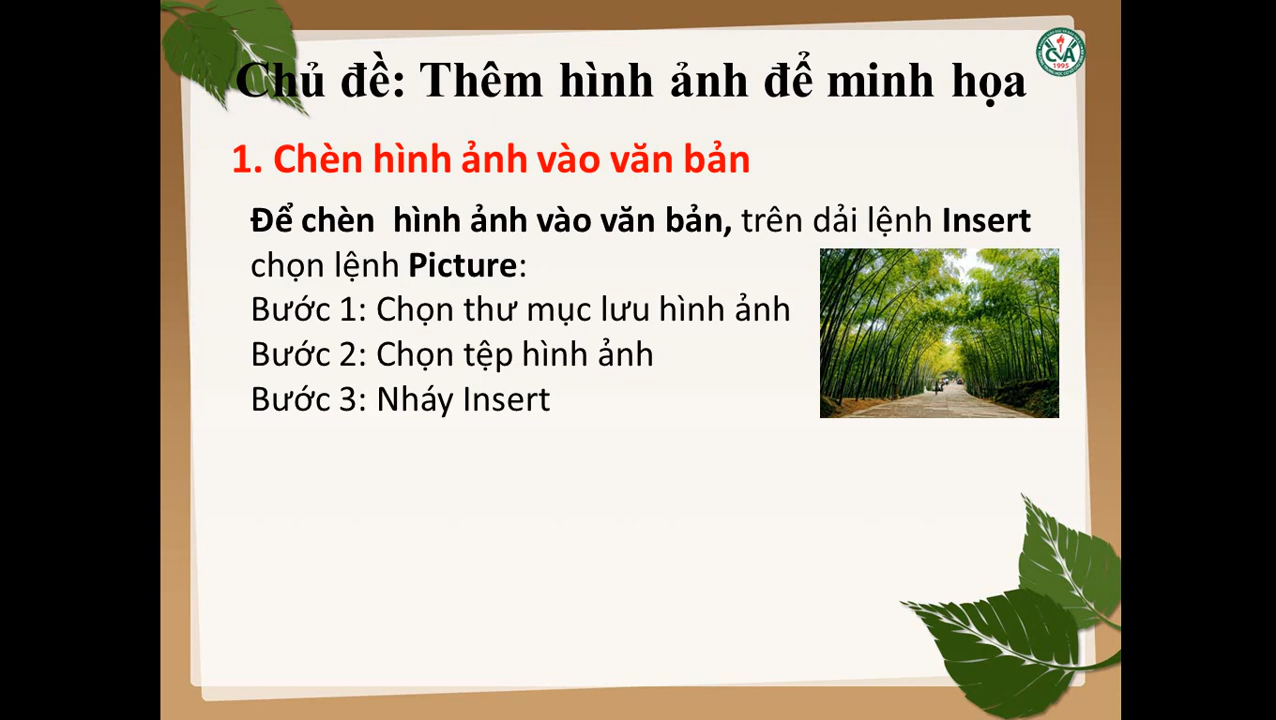 Chủ đề: Thêm hình ảnh để minh họa
CVA
1995
1. Chèn hình ảnh vào văn bản
Để chèn  hình ảnh vào văn bản, trên dải lệnh Insert
chọn lệnh Picture:
Bước 1: Chọn thư mục lưu hình ảnh
Bước 2: Chọn tệp hình ảnh
Bước 3: Nháy Insert